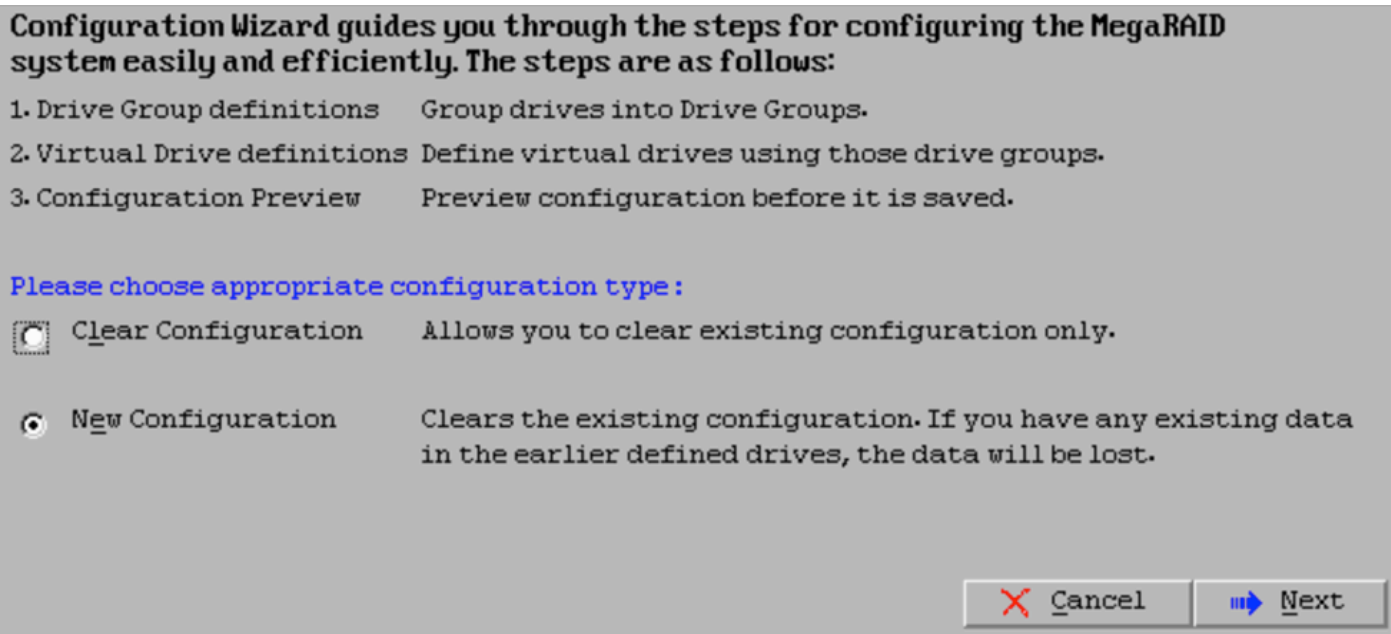 Configuration Wizard guides you through the steps for configuring the MegaRAID
system easily and efficiently. The steps are as follows:
1. Drive Group definitions Group drives into Drive Groups.
2. Virtual Drive definitions Define virtual drives using those drive groups.
3. Configuration Preview Preview configuration before it is saved.
Please choose appropriate configuration type:
Clear Configuration Allows you to clear existing configuration only.
New Configuration Clears the existing configuration. If you have any existing data
in the earlier defined drives, the data will be lost.
Cancel Next